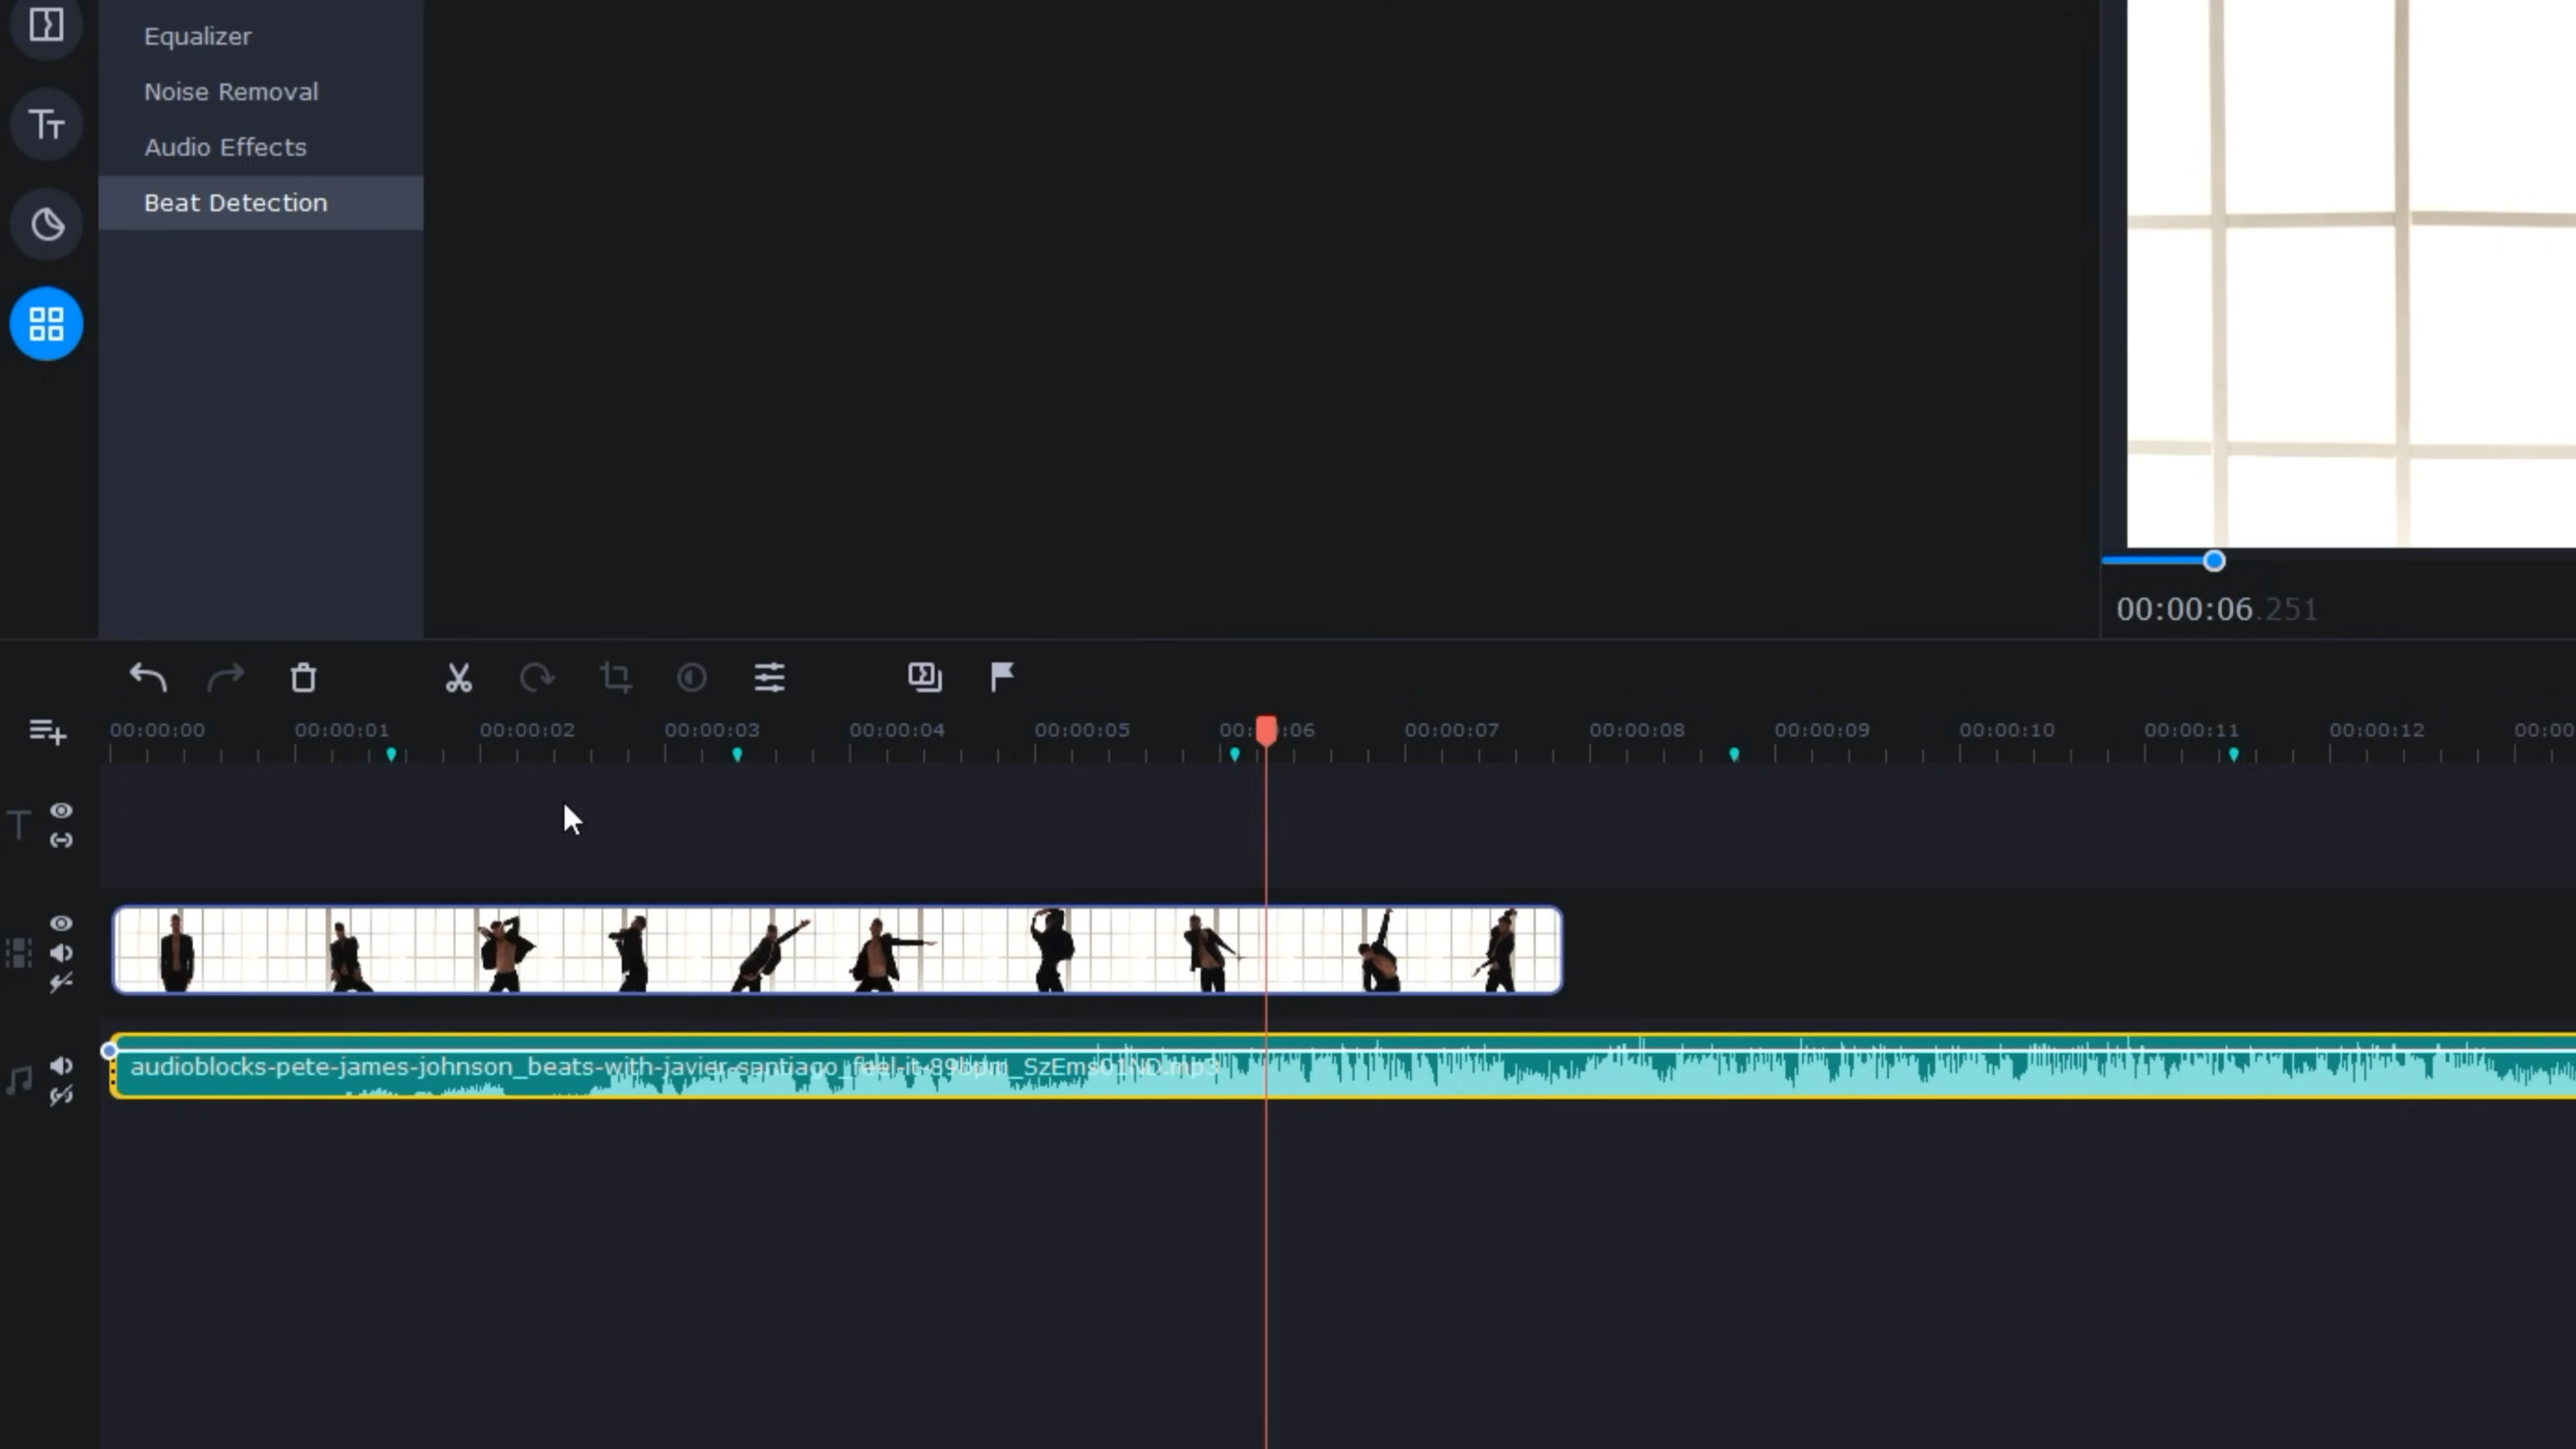 Equalizer
Noise Removal
Audio Effects
Beat Detection
00:00:06.251
00:00:00 00:00:01 00:00:02 00:00:03 00:00:04 00:00:05 00:00:06 00:00:07 00:00:08 00:00:09 00:00:10 00:00:11 00:00:12 00:00
audioblocks-pete-james-johnson_beats-with-javier-santiago_feel-it-89bpm_SzEms01ND.mp3